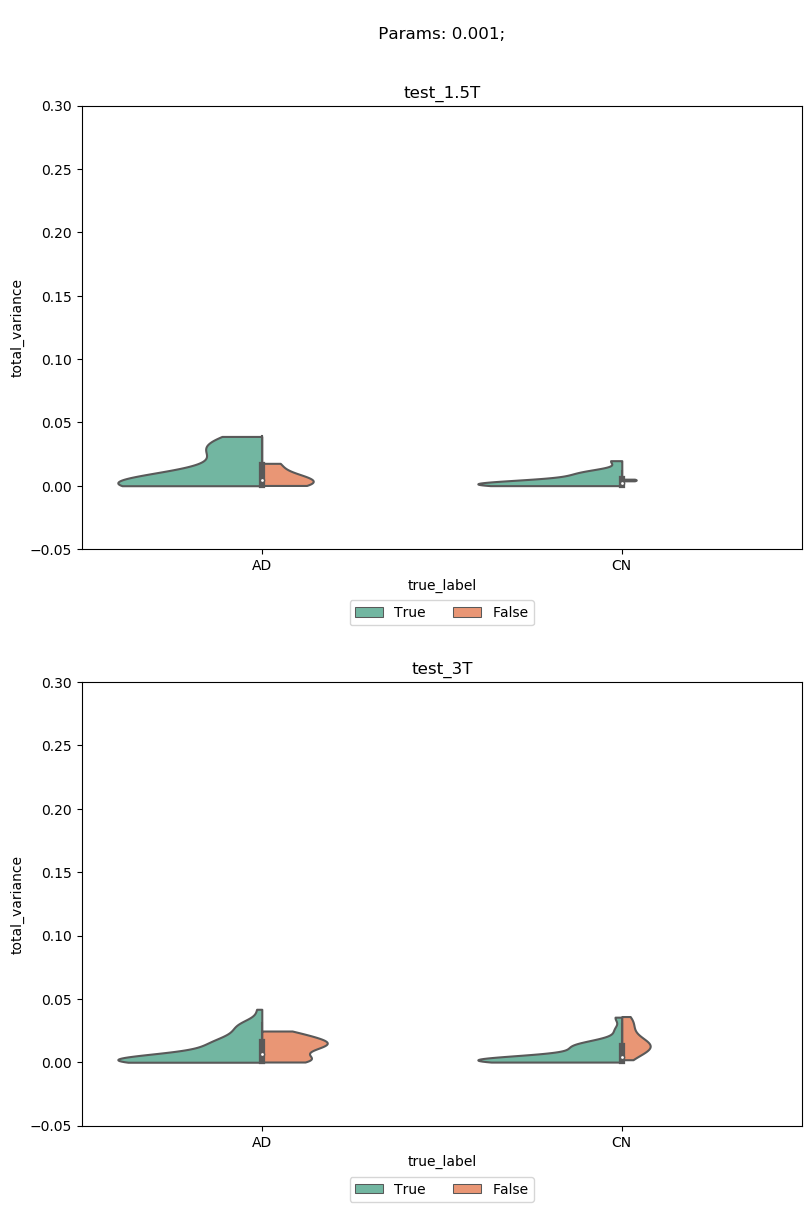 Params: 0.001;
test_1.5T
0.30
0.25
0.20
0.15
0.10
0.05
0.00
−0.05
total_variance
AD CN
true_label
True False
test_3T
0.30
0.25
0.20
0.15
0.10
0.05
0.00
−0.05
total_variance
AD CN
true_label
True False